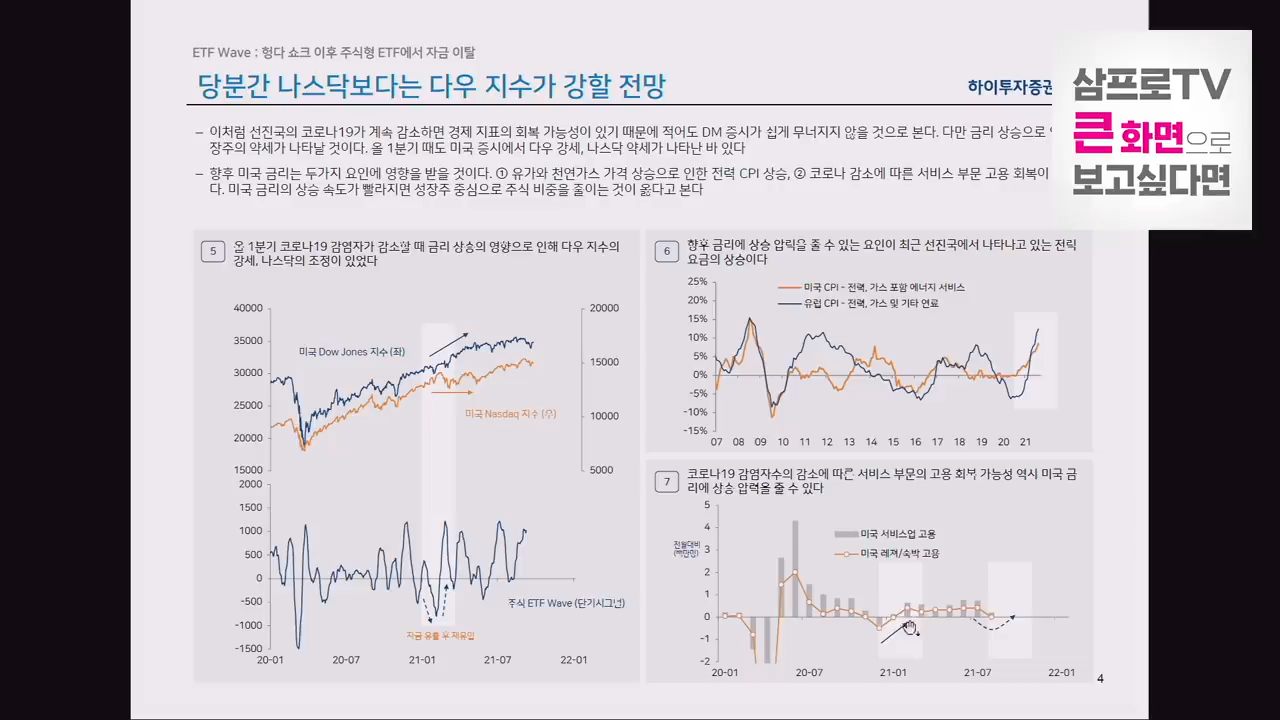 ETF Wave : 헝다 쇼크 이후 주식형 ETF에서 자금 이탈
당분간 나스닥보다는 다우 지수가 강할 전망
하이투자증권
삼프로TV
큰 화면으로
보고싶다면
– 이처럼 선진국의 코로나19가 계속 감소하면 경제 지표의 회복 가능성이 있기 때문에 적어도 DM 증시가 쉽게 무너지지 않을 것으로 본다. 다만 금리 상승으로
장주의 약세가 나타날 것이다. 올 1분기 때도 미국 증시에서 다우 강세, 나스닥 약세가 나타난 바 있다
– 향후 미국 금리는 두가지 요인에 영향을 받을 것이다. ① 유가와 천연가스 가격 상승으로 인한 전력 CPI 상승, ② 코로나 감소에 따른 서비스 부문 고용 회복이
다. 미국 금리의 상승 속도가 빨라지면 성장주 중심으로 주식 비중을 줄이는 것이 옳다고 본다
5
올 1분기 코로나19 감염자가 감소할 때 금리 상승의 영향으로 인해 다우 지수의
강세, 나스닥의 조정이 있었다
40000
35000
30000
25000
20000
15000
20000
15000
10000
5000
미국 Dow Jones 지수 (좌)
미국 Nasdaq 지수 (우)
2000
1500
1000
500
0
-500
-1000
-1500
주식 ETF Wave (단기시그널)
자금 유출 후 재유입
20-01 20-07 21-01 21-07 22-01
6
향후 금리에 상승 압력을 줄 수 있는 요인이 최근 선진국에서 나타나고 있는 전력
요금의 상승이다
25%
20%
15%
10%
5%
0%
-5%
-10%
-15%
미국 CPI - 전력, 가스 포함 에너지 서비스
유럽 CPI - 전력, 가스 및 기타 연료
07 08 09 10 11 12 13 14 15 16 17 18 19 20 21
7
코로나19 감염자수의 감소에 따른 서비스 부문의 고용 회복 가능성 역시 미국 금
리에 상승 압력을 줄 수 있다
전월대비
(백만명)
5
4
3
2
1
0
-1
-2
미국 서비스업 고용
미국 레져/숙박 고용
20-01 20-07 21-01 21-07 22-01
4